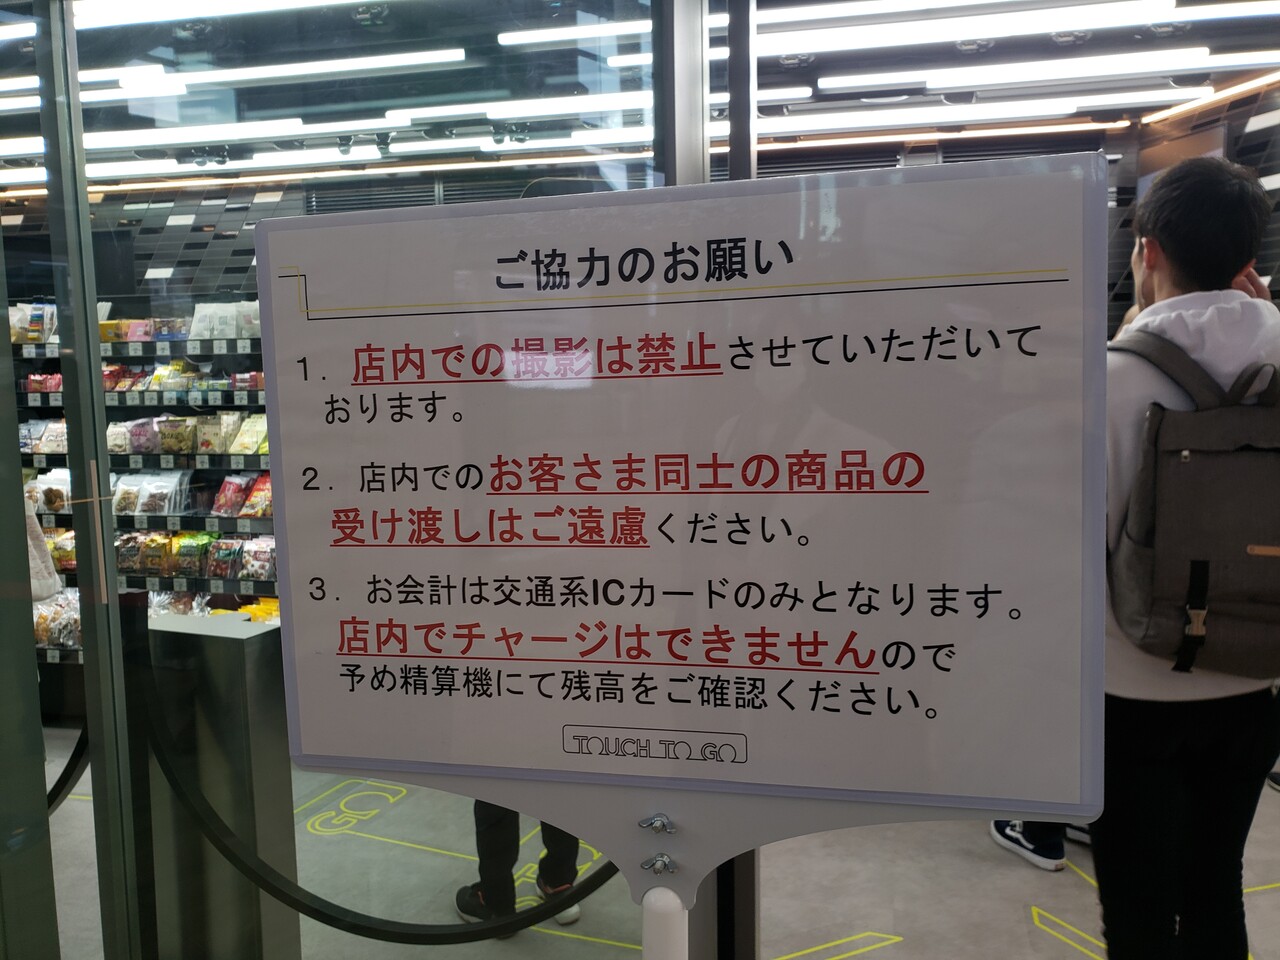 ご協力のお願い
1．店内での撮影は禁止させていただいて
おります。
2．店内でのお客さま同士の商品の
受け渡しはご遠慮ください。
3．お会計は交通系ICカードのみとなります。
店内でチャージはできませんので
予め精算機にて残高をご確認ください。
TOUCH TO GO